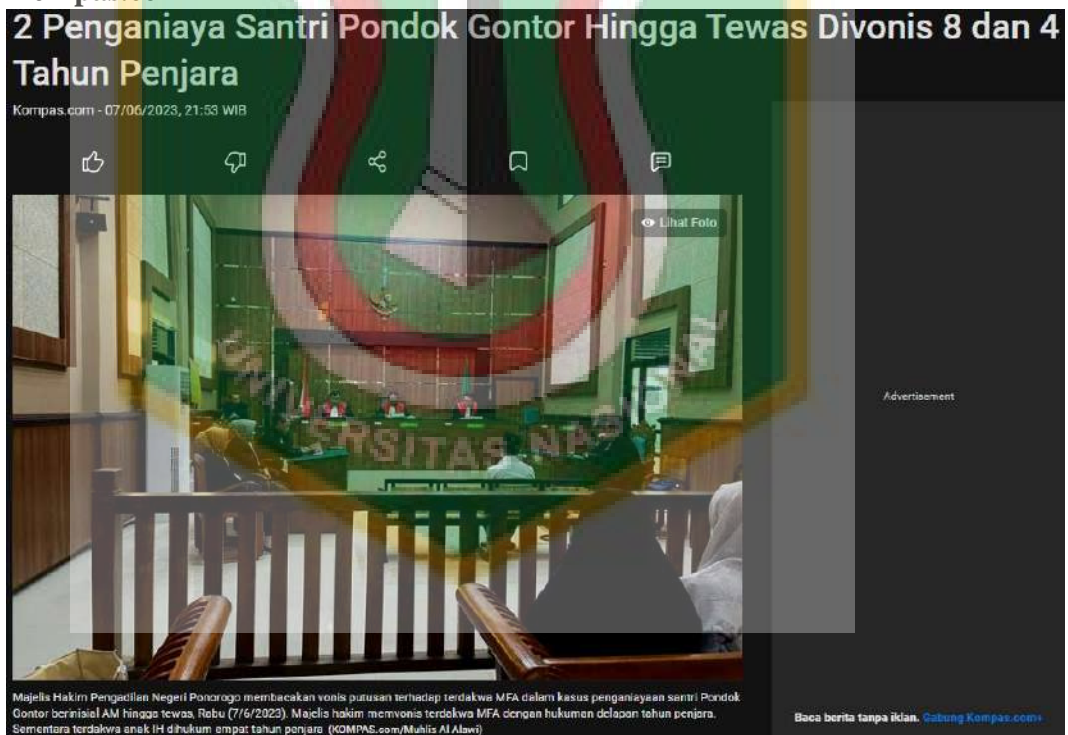 2 Penganiaya Santri Pondok Gontor Hingga Tewas Divonis 8 dan 4
Tahun Penjara
Kompas.com - 07/06/2023, 21:53 WIB
Lihat Foto
UNIVERSITAS NASIONAL
Advertisement
Majelis Hakim Pengadilan Negeri Ponorogo membacakan vonis putusan terhadap terdakwa MFA dalam kasus penganiayaan santri Pondok
Gontor berinisial AM hingga tewas, Rabu (7/6/2023). Majelis hakim memvonis terdakwa MFA dengan hukuman delapan tahun penjara.
Sementara terdakwa anak IH dihukum empat tahun penjara (KOMPAS.com/Muhlis Al Alawi)
Baca berita tanpa iklan. Gabung Kompas.com+